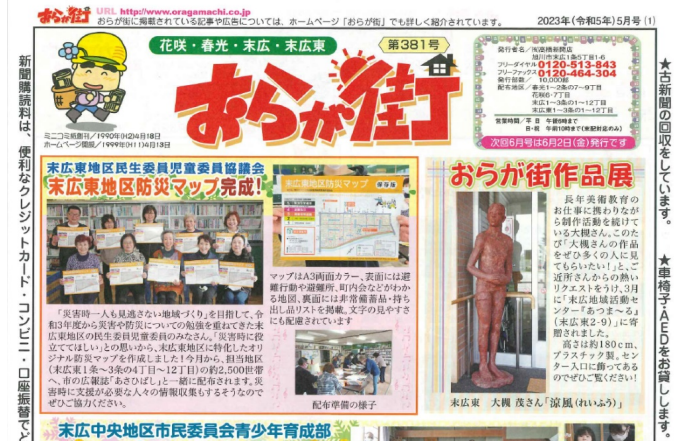 おらが街
URL http://www.oragamachi.co.jp
おらが街に掲載されている記事や広告については、ホームページ「おらが街」でも詳しく紹介されています。
2023年(令和5年)5月号(1)
新聞購読料は、便利なクレジットカード・コンビニ・口座振替でど
ミニコミ紙創刊/1990年(H2)4月18日
ホームページ開設/1999年(H11)4月13日
花咲・春光・末広・末広東
第381号
おらが街
発行者名/㈲高橋新聞店
旭川市末広1条5丁目1-6
フリーダイヤル0120-513-843
フリーファックス0120-464-304
発行部数/10,000部
配布地区/春光1〜2条の7〜9丁目
花咲6・7丁目
末広1〜3条の1〜12丁目
末広東1〜3条の1〜12丁目
営業時間/平 日 午後6時まで
日・祝 午前10時まで(末配対応のみ)
次回6月号は6月2日(金)発行です
★古新聞の回収をしています。 ★車椅子・AEDをお貸しします。
末広東地区民生委員児童委員協議会
末広東地区防災マップ完成!
末広東地区防災マップ
保存版
「災害時一人も見逃さない地域づくり」を目指して、令
和3年度から災害や防災についての勉強を重ねてきた末
広東地区の民生委員児童委員のみなさん。「災害時に役
立ててほしい」との思いから、末広東地区に特化したオリ
ジナル防災マップを作成しました!今月から、担当地区
(末広東1条〜3条の4丁目〜12丁目)の約2,500世帯
へ、市の広報誌「あさひばし」と一緒に配布されます。災
害時に支援が必要な人々の情報収集もするそうなので
ぜひご協力ください。
マップはA3両面カラー、表面には避
難行動や避難所、町内会などがわか
る地図、裏面には非常備蓄品・持ち
出し品リストを掲載。文字の見やすさ
にも配慮されています
配布準備の様子
おらが街作品展
長年美術教育の
お仕事に携わりなが
ら制作活動を続けて
いる大槻さん。このた
び「大槻さんの作品
をぜひ多くの人に見
てもらいたい!」と、ご
近所さんからの熱い
リクエストをうけ、3月
に「末広地域活動セ
ンター『あつま〜る』
(末広東2-9)」に寄
贈されました。
高さは約180cm、
プラスチック製。セン
ター入口に飾ってある
のでぜひご覧ください!
末広東 大槻 茂さん「涼風(れいふう)」
末広中央地区市民委員会青少年育成部